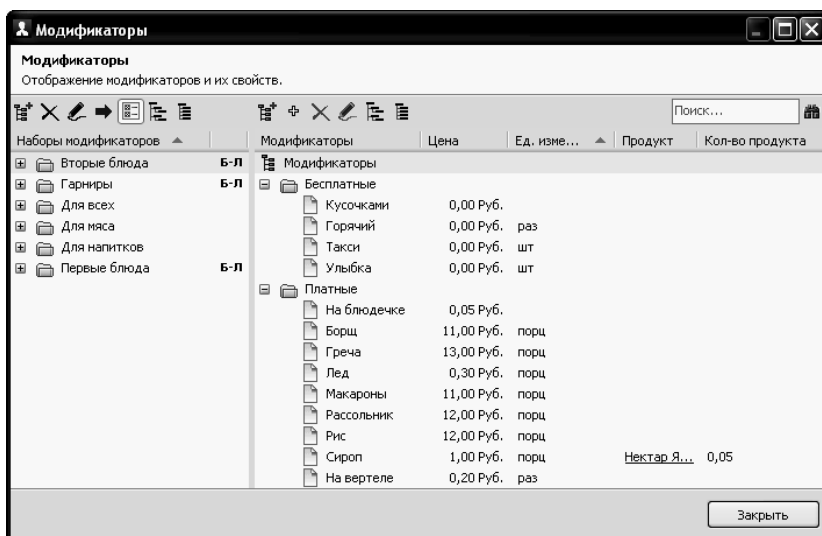 Модификаторы
Модификаторы
Отображение модификаторов и их свойств.
Поиск...
Наборы модификаторов
Модификаторы Цена Ед. изме... Продукт Кол-во продукта
Вторые блюда Б-Л Модификаторы
Гарниры Б-Л Бесплатные
Для всех Кусочками 0,00 Руб.
Для мяса Горячий 0,00 Руб. раз
Для напитков Такси 0,00 Руб. шт
Первые блюда Б-Л Улыбка 0,00 Руб. шт
Платные
На блюдечке 0,05 Руб.
Борщ 11,00 Руб. порц
Греча 13,00 Руб. порц
Лед 0,30 Руб. порц
Макароны 11,00 Руб. порц
Рассольник 12,00 Руб. порц
Рис 12,00 Руб. порц
Сироп 1,00 Руб. порц Нектар Я... 0,05
На вертеле 0,20 Руб. раз
Закрыть